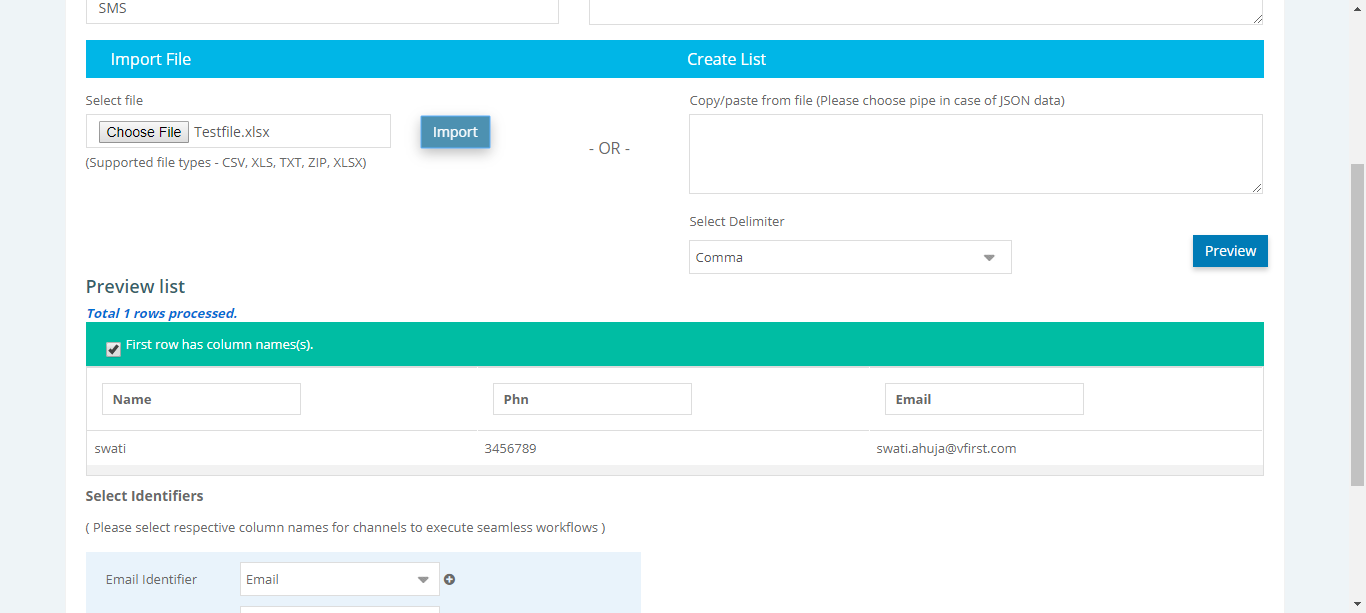 SMS
Import File
Create List
Select file
Choose File Testfile.xlsx
Import
(Supported file types - CSV, XLS, TXT, ZIP, XLSX)
- OR -
Copy/paste from file (Please choose pipe in case of JSON data)
Select Delimiter
Comma
Preview
Preview list
Total 1 rows processed.
First row has column names(s).
Name Phn Email
swati 3456789 swati.ahuja@vfirst.com
Select Identifiers
( Please select respective column names for channels to execute seamless workflows )
Email Identifier Email